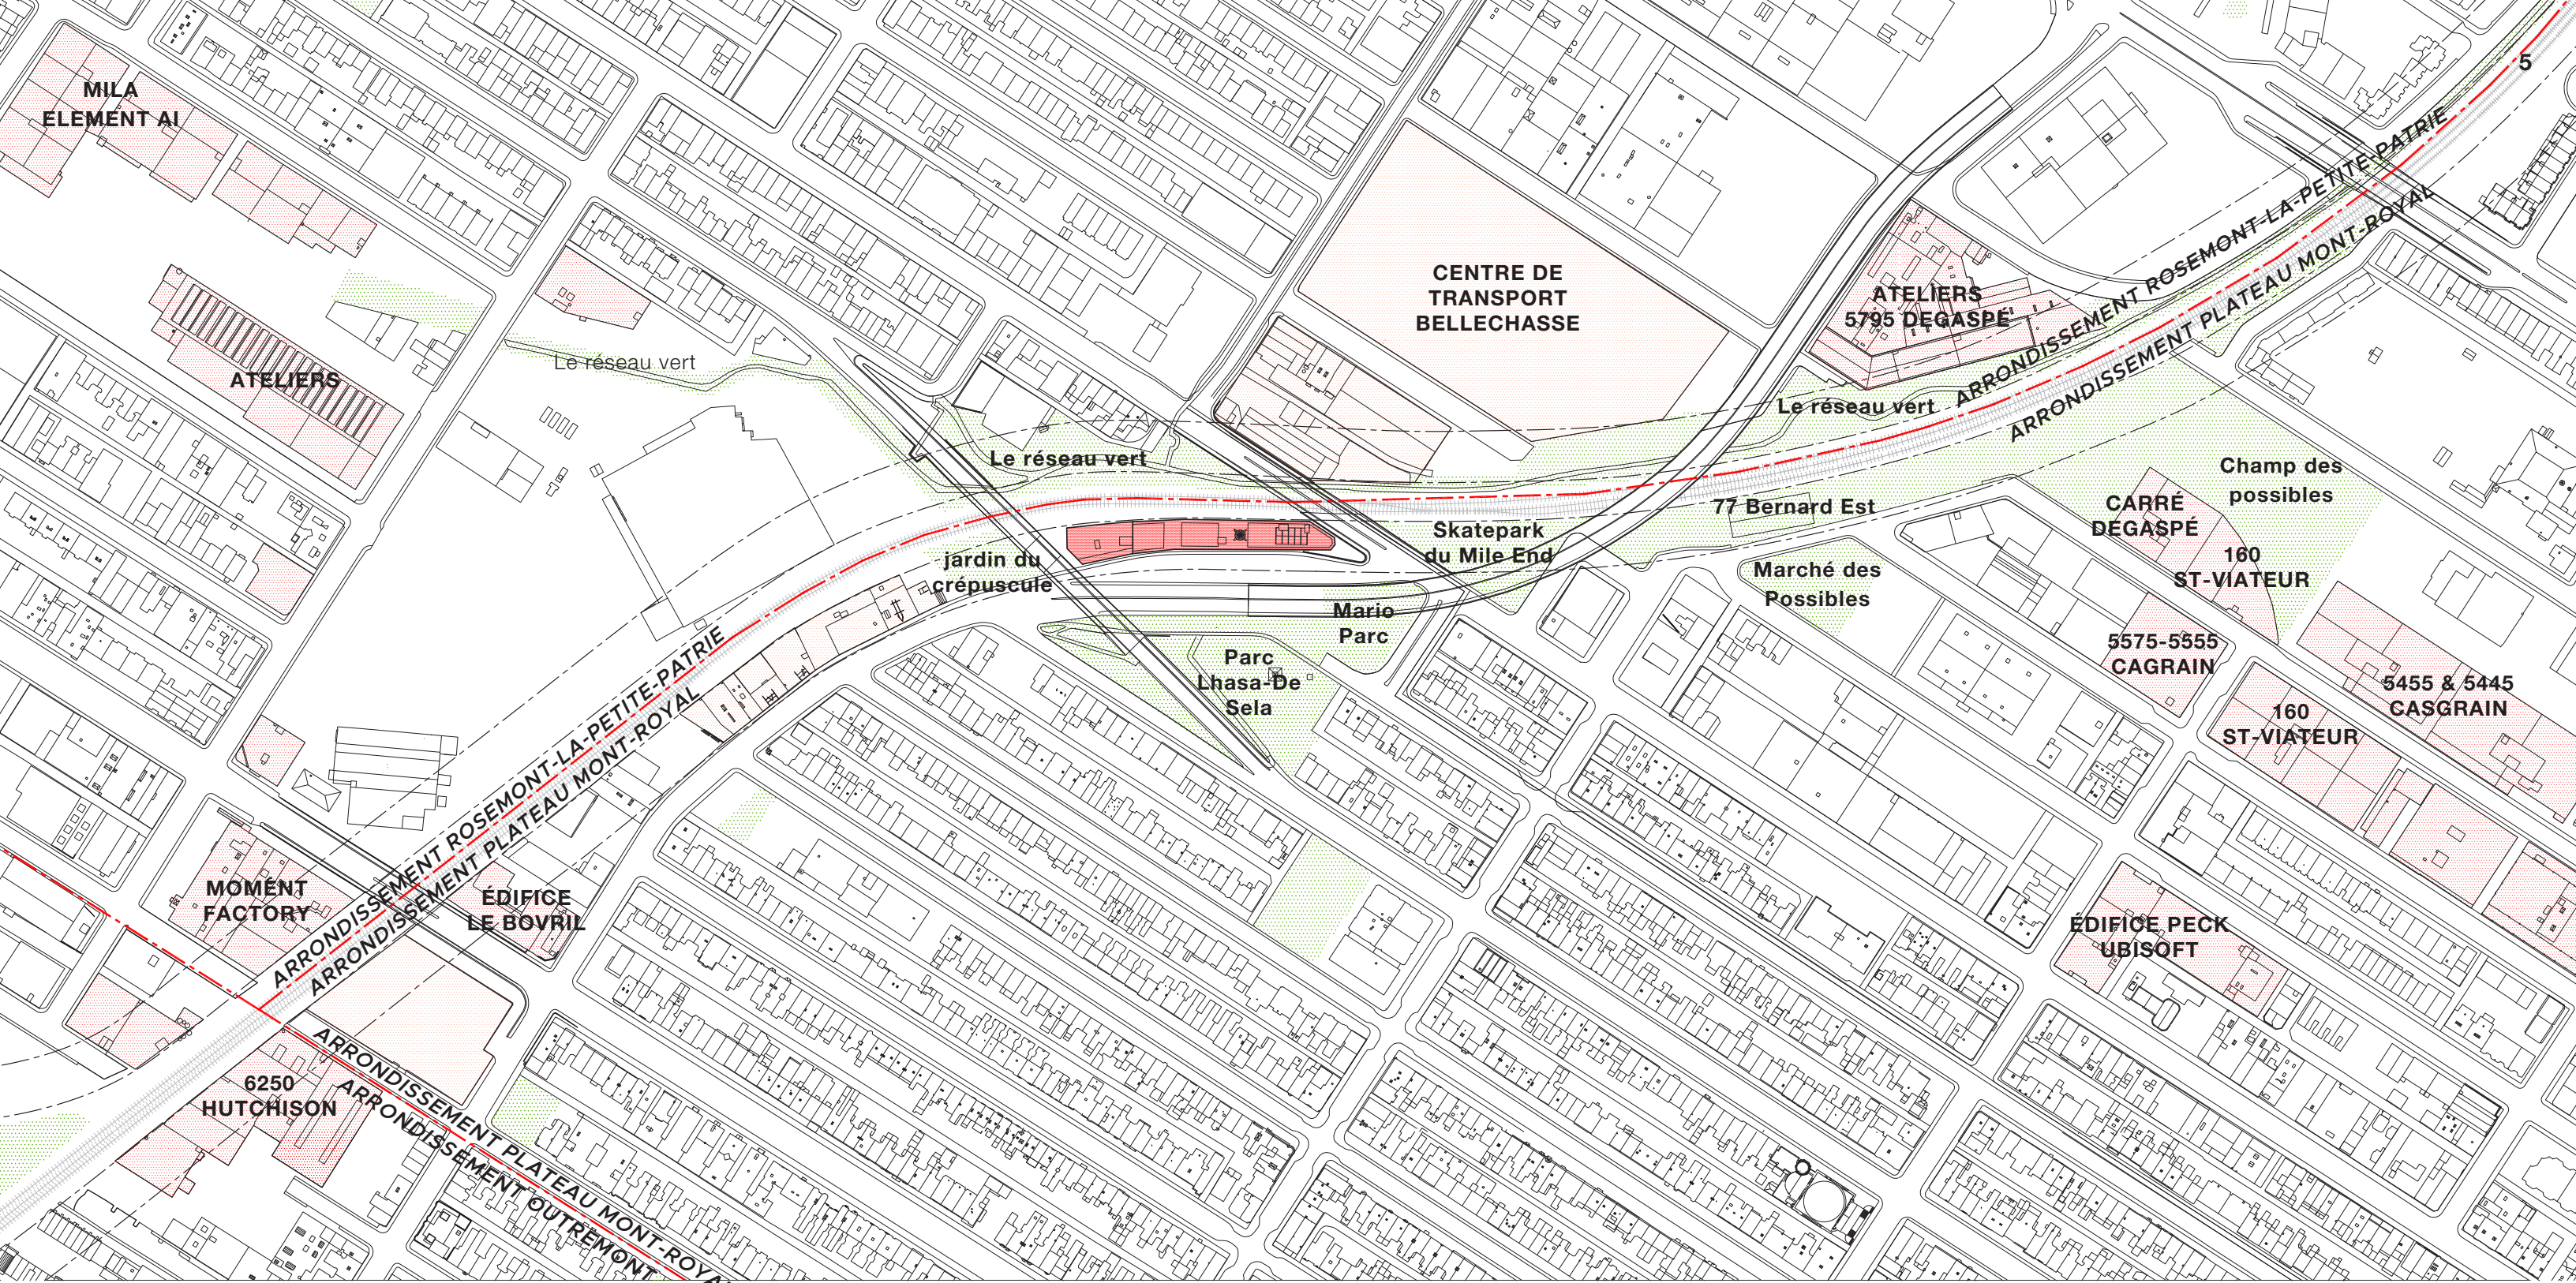 5
MILA
ELEMENT AI
ARRONDISSEMENT ROSEMONT-LA-PETITE-PATRIE
ARRONDISSEMENT PLATEAU MONT-ROYAL
CENTRE DE
TRANSPORT
BELLECHASSE
ATELIERS
5795 DEGASPÉ
Le réseau vert
ATELIERS
Le réseau vert
Le réseau vert
Champ des
possibles
CARRÉ
DEGASPÉ
77 Bernard Est
Skatepark
du Mile End
jardin du
crépuscule
160
ST-VIATEUR
Marché des
Possibles
Mario
Parc
Parc
Lhasa-De
Sela
5575-5555
CAGRAIN
5455 & 5445
CASGRAIN
160
ST-VIATEUR
ARRONDISSEMENT ROSEMONT-LA-PETITE-PATRIE
ARRONDISSEMENT PLATEAU MONT-ROYAL
MOMENT
FACTORY
ÉDIFICE
LE BOVRIL
ÉDIFICE PECK
UBISOFT
6250
HUTCHISON
ARRONDISSEMENT PLATEAU MONT-ROYAL
ARRONDISSEMENT OUTREMONT